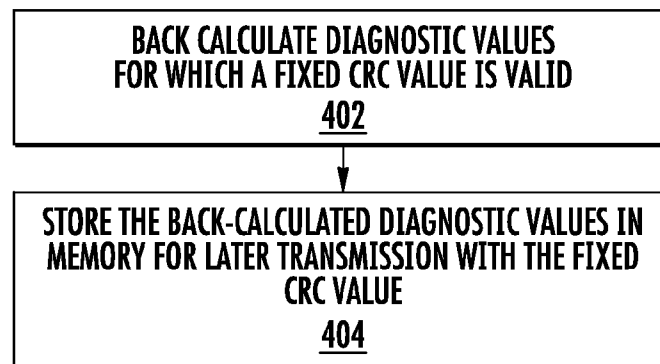 BACK CALCULATE DIAGNOSTIC VALUES
FOR WHICH A FIXED CRC VALUE IS VALID
402
STORE THE BACK-CALCULATED DIAGNOSTIC VALUES IN
MEMORY FOR LATER TRANSMISSION WITH THE FIXED
CRC VALUE
404